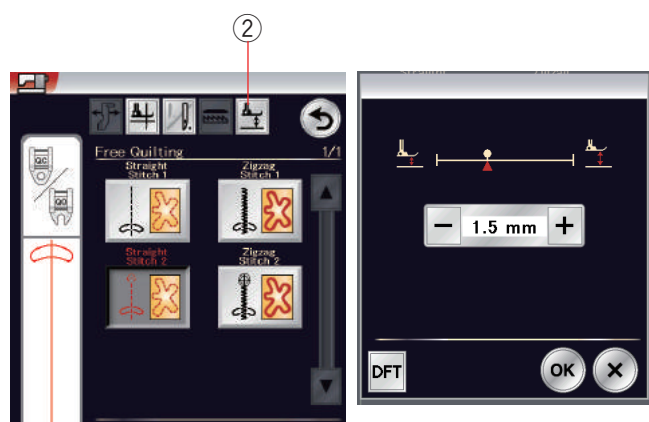 2
Free Quilting 1/1
QC
QO
Straight
Stitch 1
Zigzag
Stitch 1
Straight
Stitch 2
Zigzag
Stitch 2
− 1.5 mm +
DFT OK ×